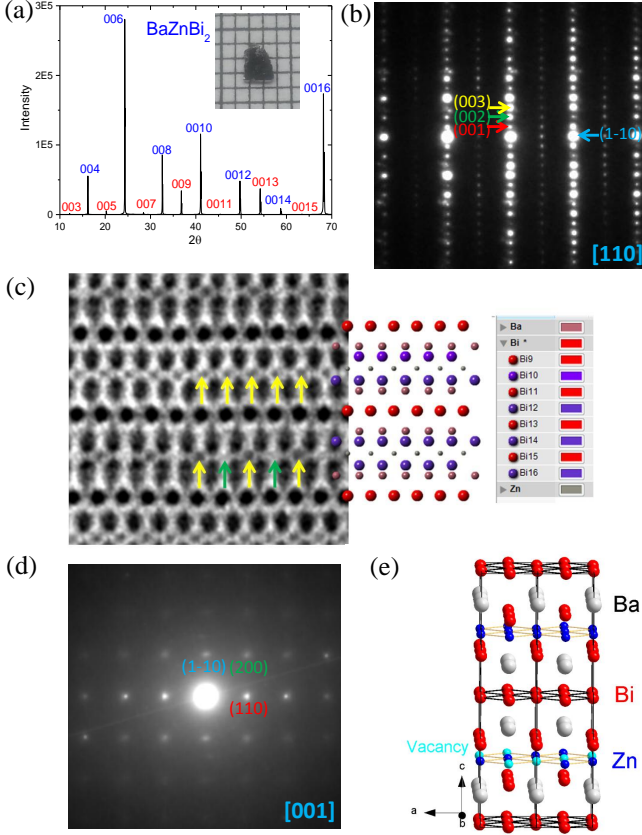 (a)
BaZnBi2
3E5
2E5
1E5
0
Intensity
006
004
008
0010
0012
0014
0016
003
005
007
009
0011
0013
0015
10 20 30 40 50 60 70
2θ
(b)
(003)
(002)
(001)
(1-10)
[110]
(c)
Ba
Bi *
Bi9
Bi10
Bi11
Bi12
Bi13
Bi14
Bi15
Bi16
Zn
(d)
(1-10) (200)
(110)
[001]
(e)
Ba
Bi
Vacancy
Zn
c
a
b